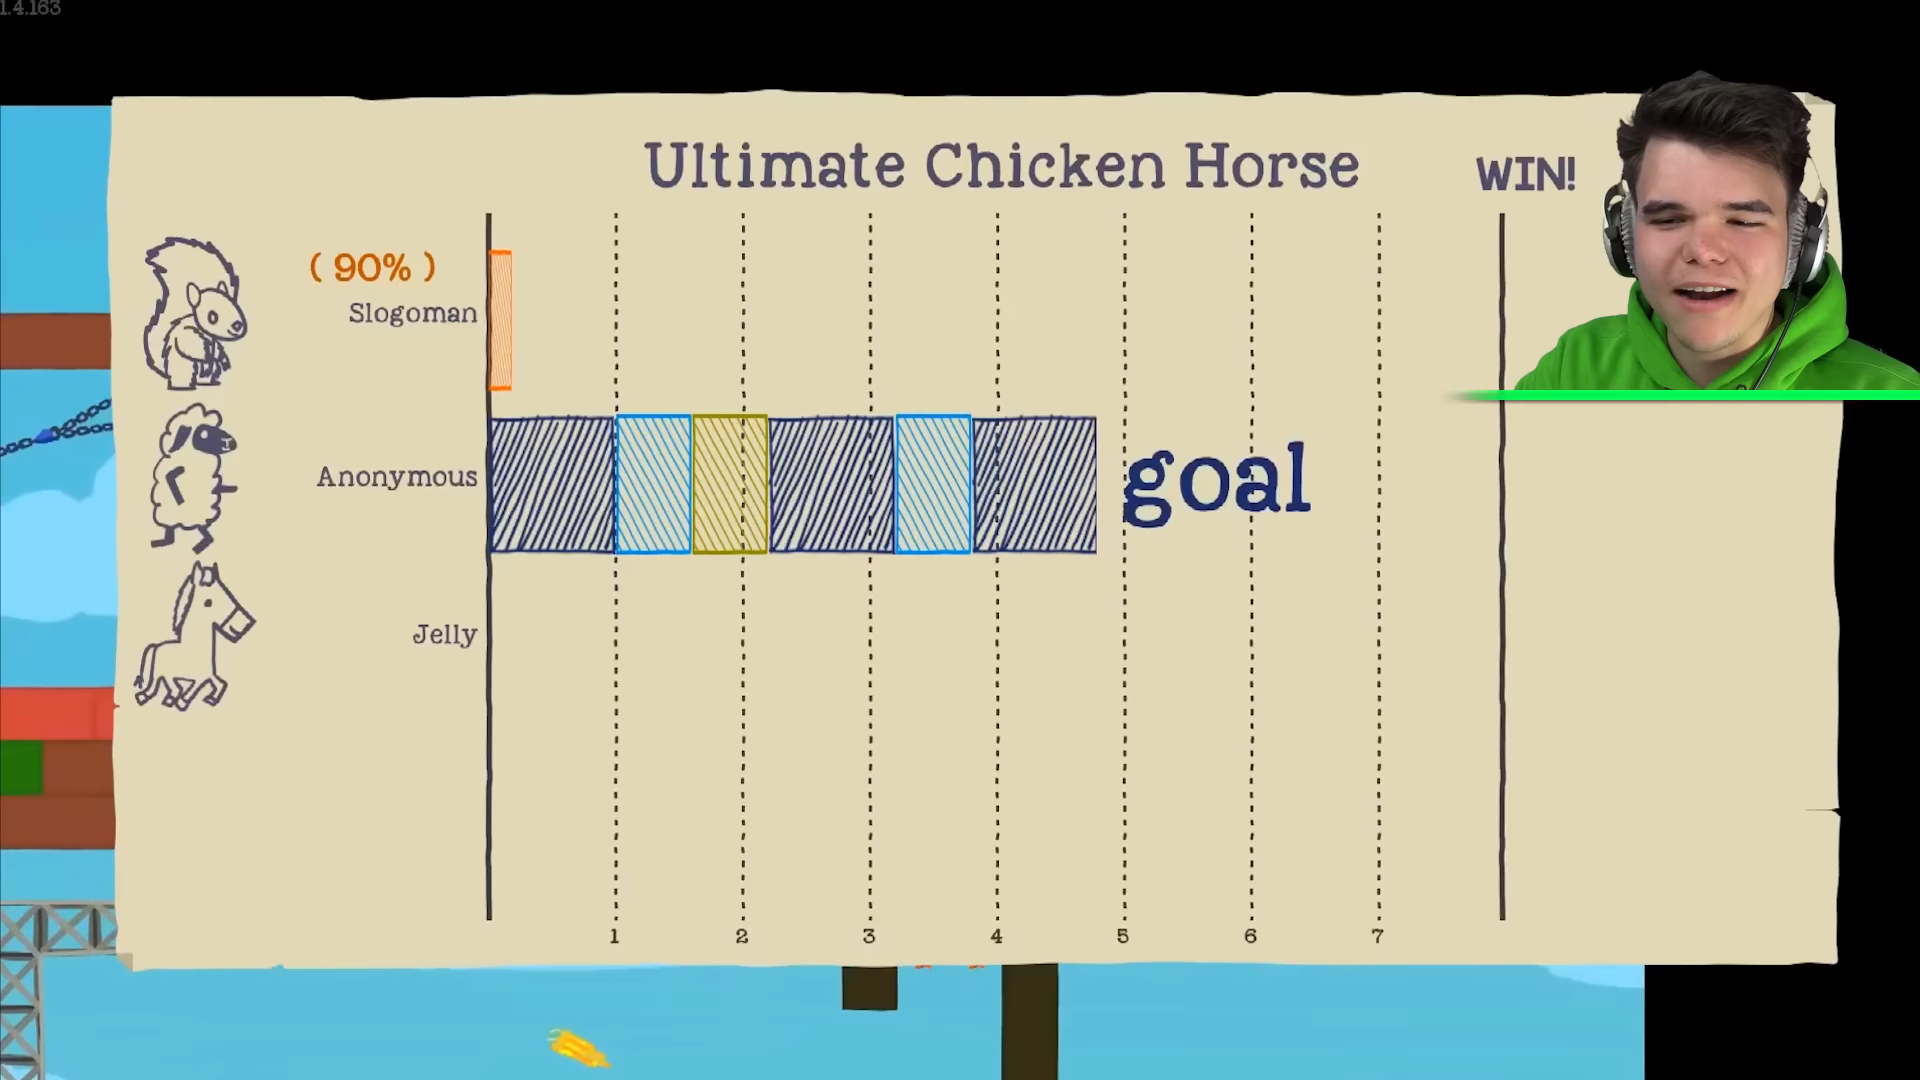 1.4.163
Ultimate Chicken Horse
WIN!
( 90% )
Slogoman
Anonymous
goal
Jelly
1 2 3 4 5 6 7